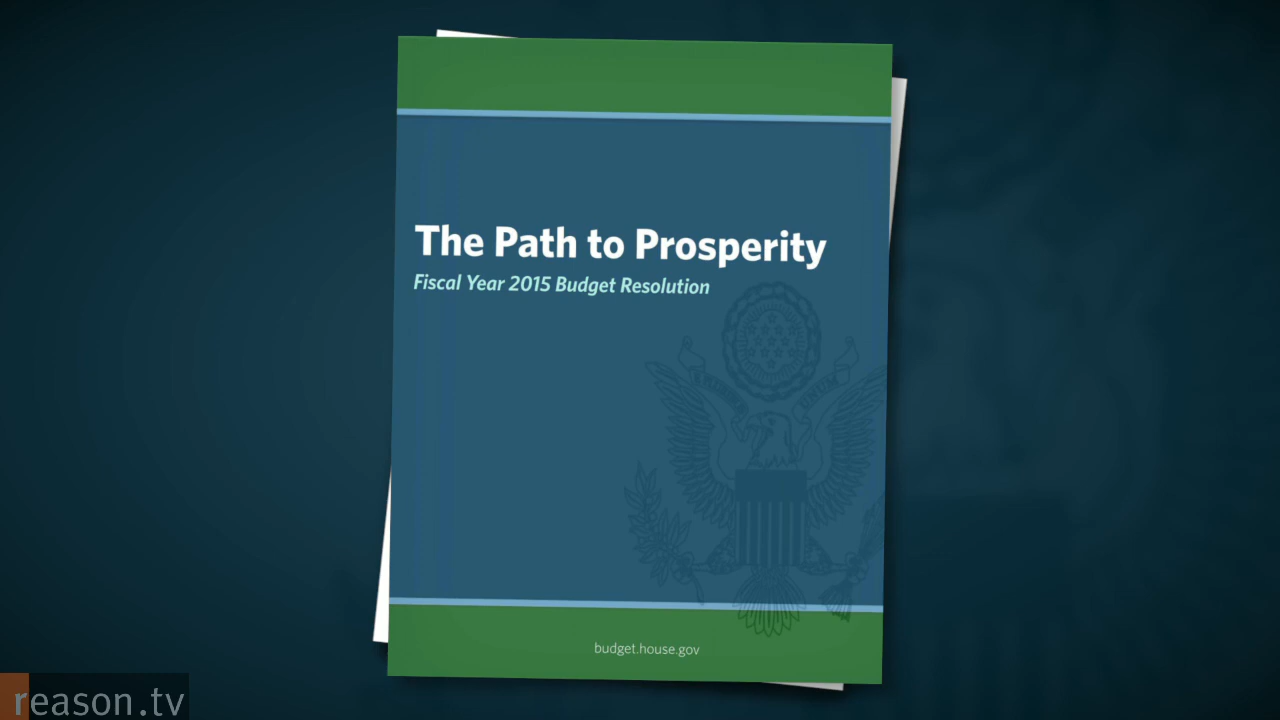 The Path to Prosperity
Fiscal Year 2015 Budget Resolution
budget.house.gov
reason.tv